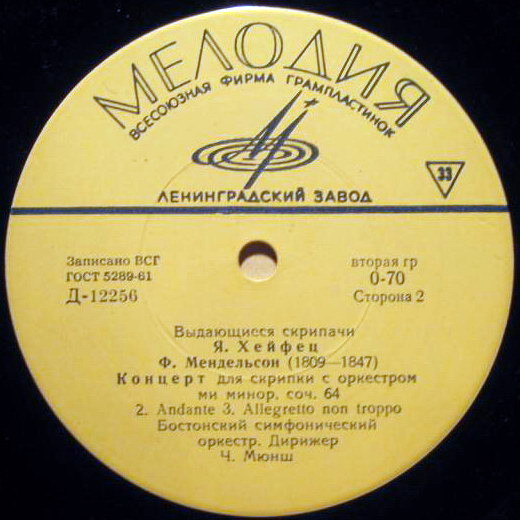 МЕЛОДИЯ
ВСЕСОЮЗНАЯ ФИРМА ГРАМПЛАСТИНОК
ЛЕНИНГРАДСКИЙ ЗАВОД
33
Записано ВСГ
ГОСТ 5289-61
Д-12256
вторая гр
0-70
Сторона 2
Выдающиеся скрипачи
Я. Хейфец
Ф. Мендельсон (1809—1847)
Концерт для скрипки с оркестром
ми минор, соч. 64
2. Andante 3. Allegretto non troppo
Бостонский симфонический
оркестр. Дирижер
Ч. Мюнш